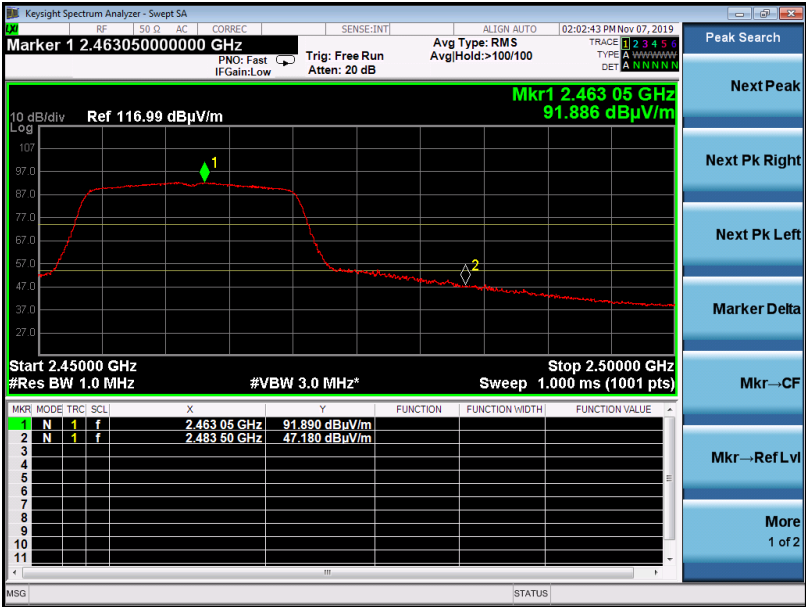 Keysight Spectrum Analyzer - Swept SA
LXI RF 50 Ω AC CORREC SENSE:INT ALIGN AUTO 02:02:43 PM Nov 07, 2019
Marker 1 2.463050000000 GHz
PNO: Fast
IFGain:Low
Trig: Free Run
Atten: 20 dB
Avg Type: RMS
Avg|Hold:>100/100
TRACE 1 2 3 4 5 6
TYPE A WWWWW
DET A N N N N N
Peak Search
Next Peak
Next Pk Right
Next Pk Left
Marker Delta
Mkr→CF
Mkr→Ref Lvl
More
1 of 2
Mkr1 2.463 05 GHz
91.886 dBµV/m
10 dB/div Ref 116.99 dBµV/m
Log
107
97.0
87.0
77.0
67.0
57.0
47.0
37.0
27.0
1
2
Start 2.45000 GHz Stop 2.50000 GHz
#Res BW 1.0 MHz #VBW 3.0 MHz* Sweep 1.000 ms (1001 pts)
MKR MODE TRC SCL X Y FUNCTION FUNCTION WIDTH FUNCTION VALUE
1 N 1 f 2.463 05 GHz 91.890 dBµV/m
2 N 1 f 2.483 50 GHz 47.180 dBµV/m
3
4
5
6
7
8
9
10
11
MSG STATUS